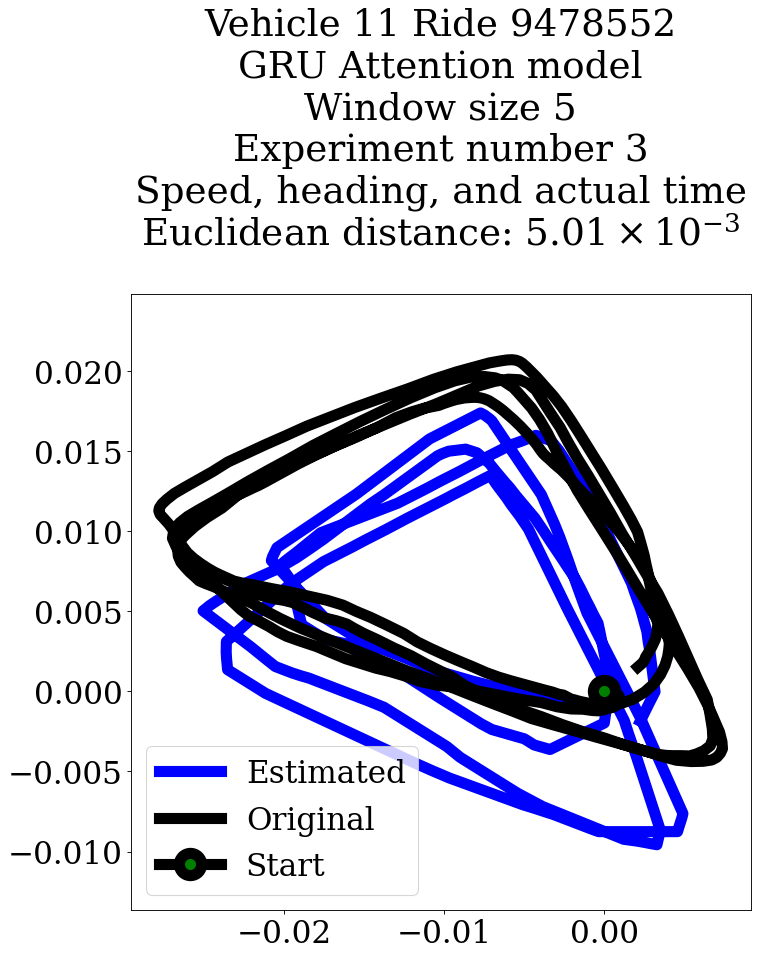 Vehicle 11 Ride 9478552
GRU Attention model
Window size 5
Experiment number 3
Speed, heading, and actual time
Euclidean distance: 5.01 × 10⁻³
0.020
0.015
0.010
0.005
0.000
−0.005
−0.010
Estimated
Original
Start
−0.02 −0.01 0.00